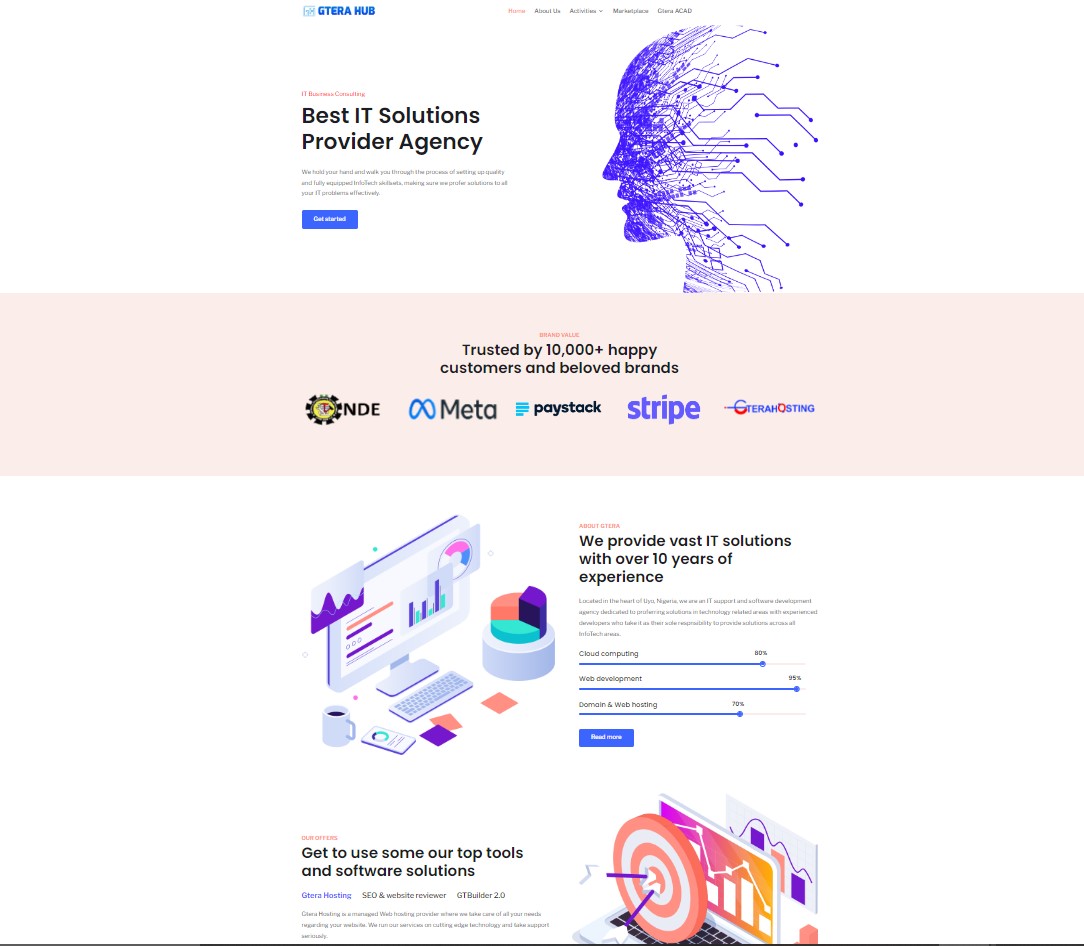 GTERA HUB
Home About Us Activities Marketplace Gtera ACAD
IT Business Consulting
Best IT Solutions
Provider Agency
We hold your hand and walk you through the process of setting up quality
and fully equipped InfoTech skillsets, making sure we profer solutions to all
your IT problems effectively.
Get started
BRAND VALUE
Trusted by 10,000+ happy
customers and beloved brands
NDE
Meta
paystack
stripe
GTERAHOSTING
ABOUT GTERA
We provide vast IT solutions
with over 10 years of
experience
Located in the heart of Uyo, Nigeria, we are an IT support and software development
agency dedicated to proferring solutions in technology related areas with experienced
developers who take it as their sole responsibility to provide solutions across all
InfoTech areas.
Cloud computing 80%
Web development 95%
Domain & Web hosting 70%
Read more
OUR OFFERS
Get to use some our top tools
and software solutions
Gtera Hosting SEO & website reviewer GTBuilder 2.0
Gtera Hosting is a managed Web hosting provider where we take care of all your needs
regarding your website. We run our services on cutting edge technology and take support
seriously.